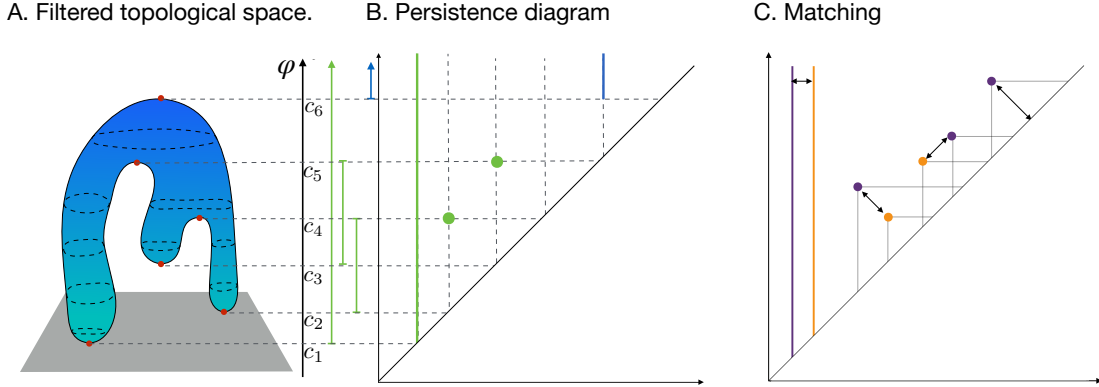 A. Filtered topological space.
B. Persistence diagram
C. Matching
φ
c₆
c₅
c₄
c₃
c₂
c₁